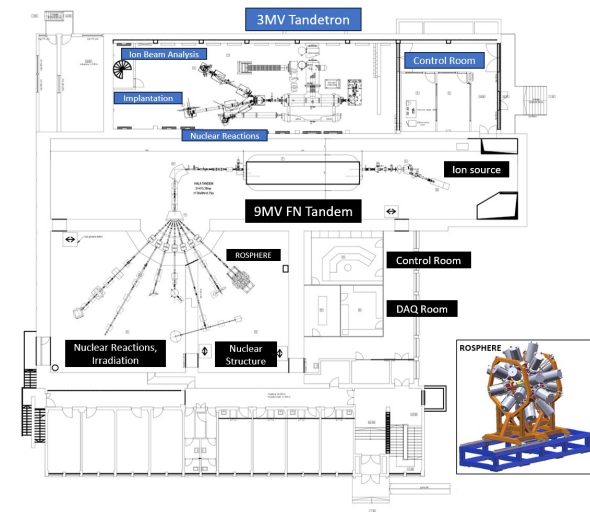 3MV Tandetron
Ion Beam Analysis
Control Room
Implantation
Nuclear Reactions
Ion source
9MV FN Tandem
ROSPHERE
Control Room
DAQ Room
Nuclear Reactions,
Irradiation
Nuclear
Structure
ROSPHERE